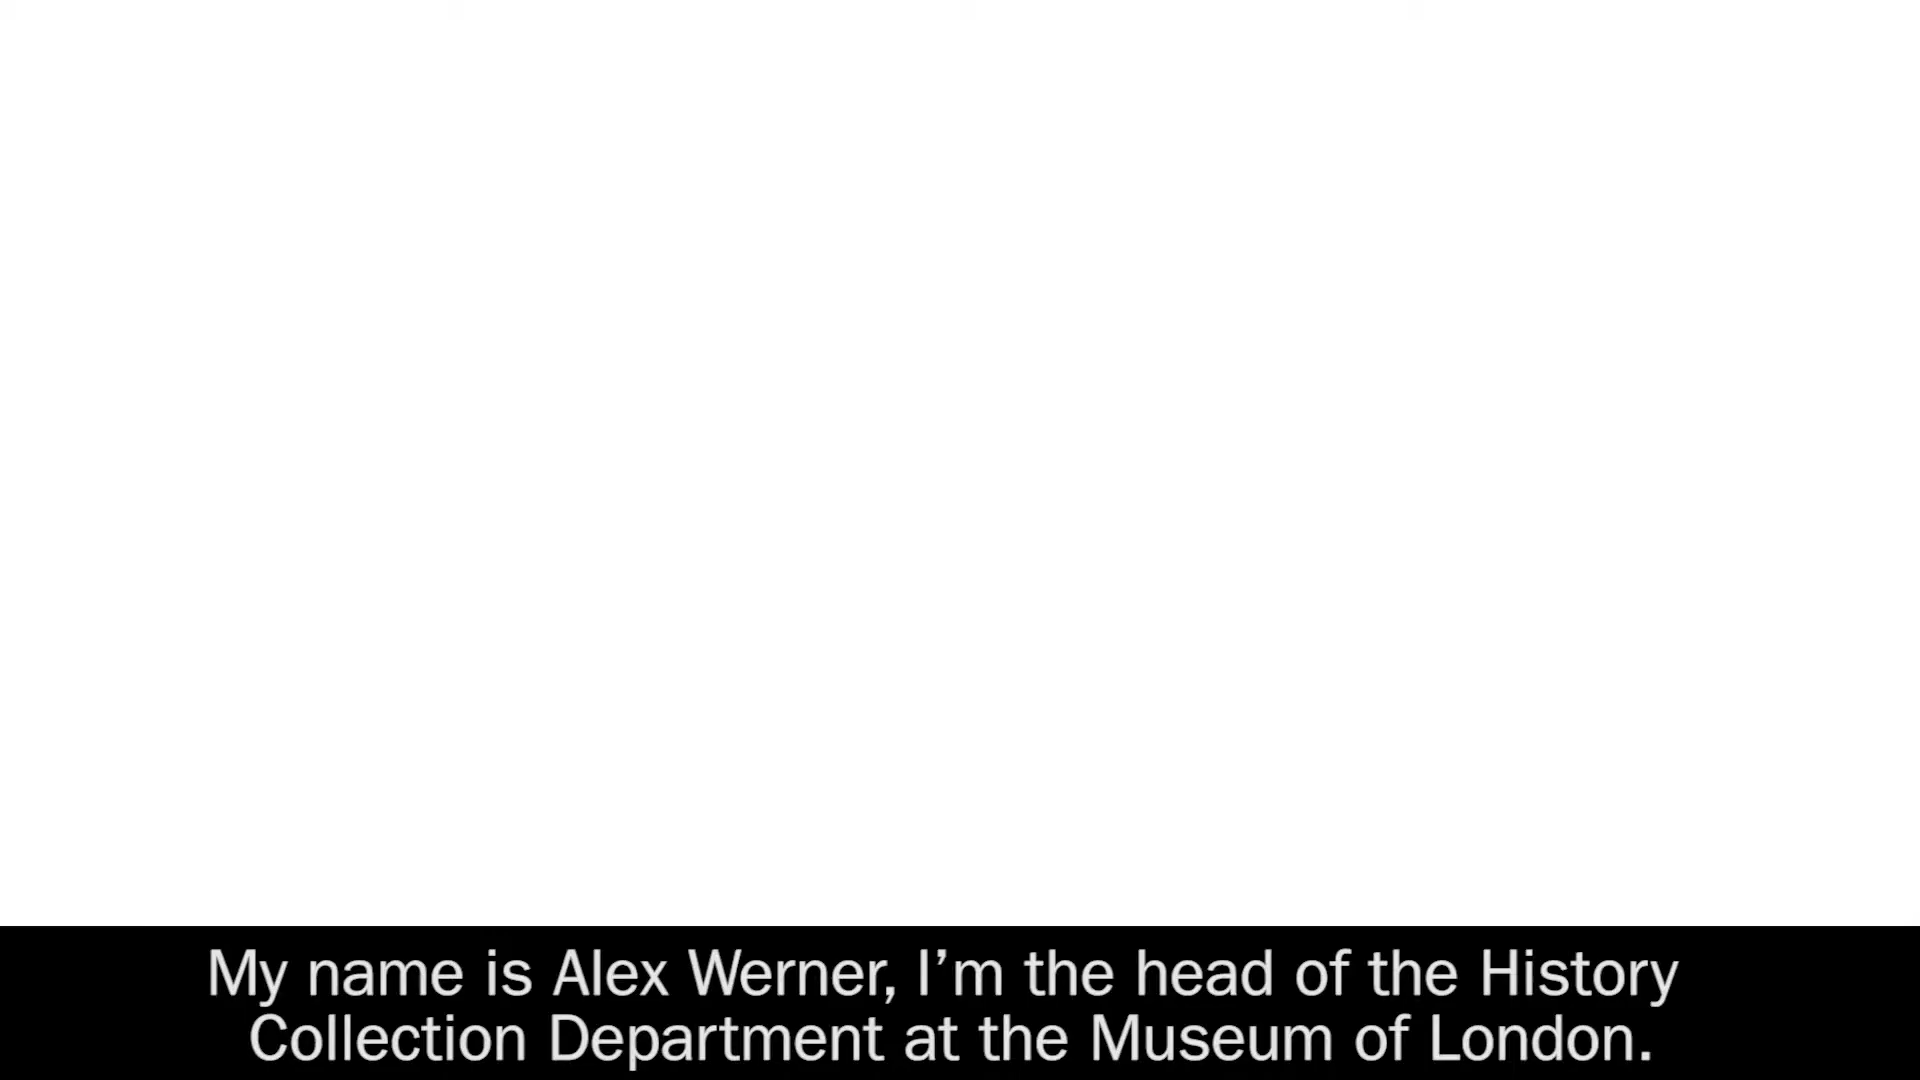 My name is Alex Werner, I’m the head of the History
Collection Department at the Museum of London.